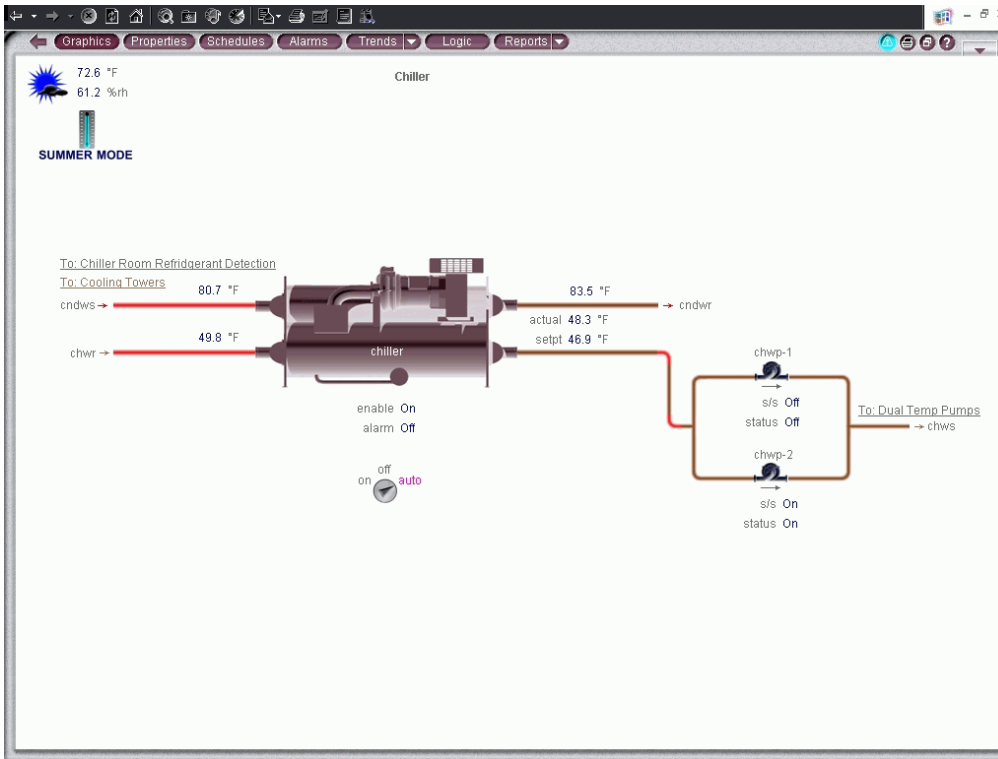 Graphics Properties Schedules Alarms Trends Logic Reports
72.6 °F
61.2 %rh
Chiller
SUMMER MODE
To: Chiller Room Refridgerant Detection
To: Cooling Towers
80.7 °F
83.5 °F
cndws
cndwr
actual 48.3 °F
49.8 °F
setpt 46.9 °F
chwr
chiller
chwp-1
enable On
s/s Off
To: Dual Temp Pumps
alarm Off
status Off
chws
chwp-2
off
on
auto
s/s On
status On